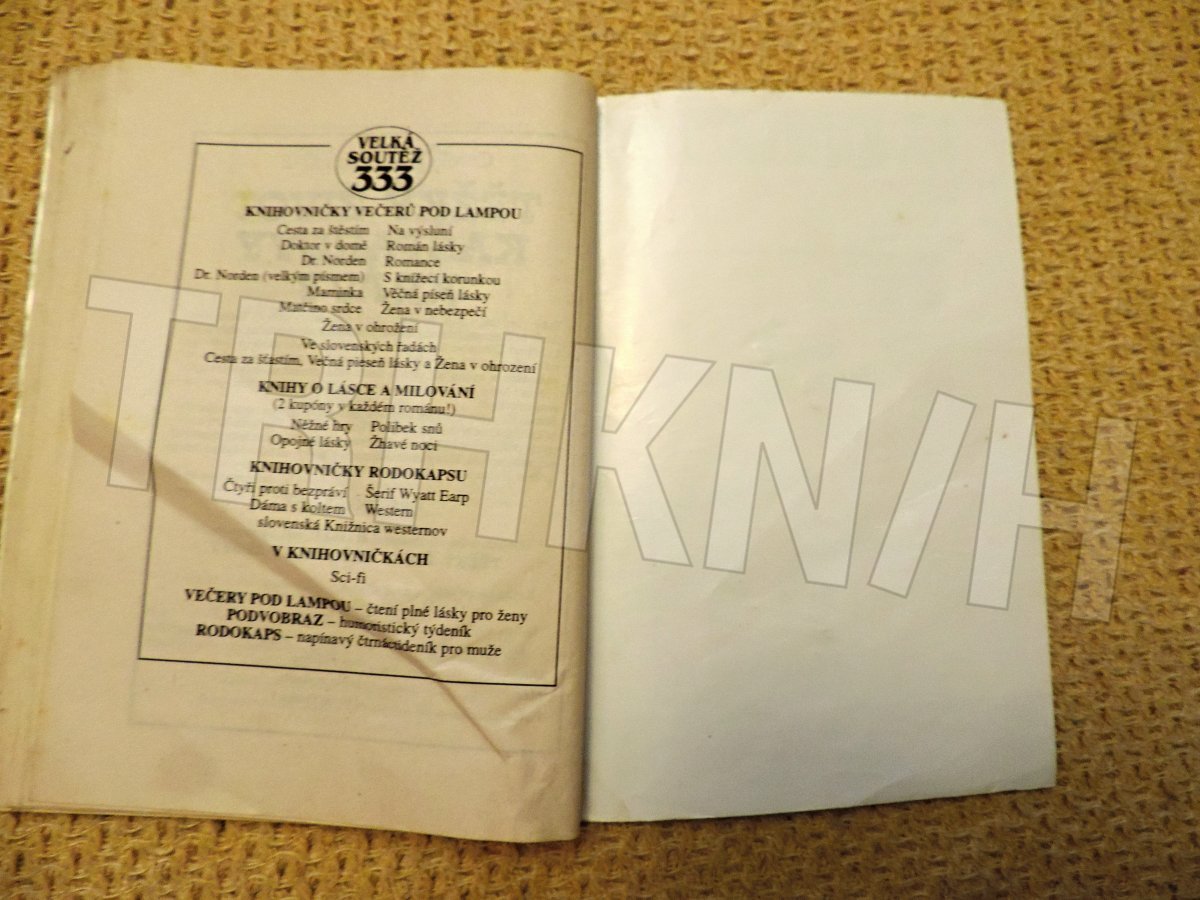 VELKÁ
SOUTĚŽ
333
KNIHOVNIČKY VEČERŮ POD LAMPOU
Cesta za štěstím Na výsluní
Doktor v domě Román lásky
Dr. Norden Romance
Dr. Norden (velkým písmem) S knížecí korunkou
Maminka Věčná píseň lásky
Matčino srdce Žena v nebezpečí
Žena v ohrožení
Ve slovenských řadách
Cesta za šťastím, Večná pieseň lásky a Žena v ohrození
KNIHY O LÁSCE A MILOVÁNÍ
(2 kupóny v každém románu!)
Něžné hry Polibek snů
Opojné lásky Žhavé noci
KNIHOVNIČKY RODOKAPSU
Čtyři proti bezpráví Šerif Wyatt Earp
Dáma s koltem Western
slovenská Knižnica westernov
V KNIHOVNIČKÁCH
Sci-fi
VEČERY POD LAMPOU – čtení plné lásky pro ženy
PODVOBRAZ – humoristický týdeník
RODOKAPS – napínavý čtrnáctideník pro muže